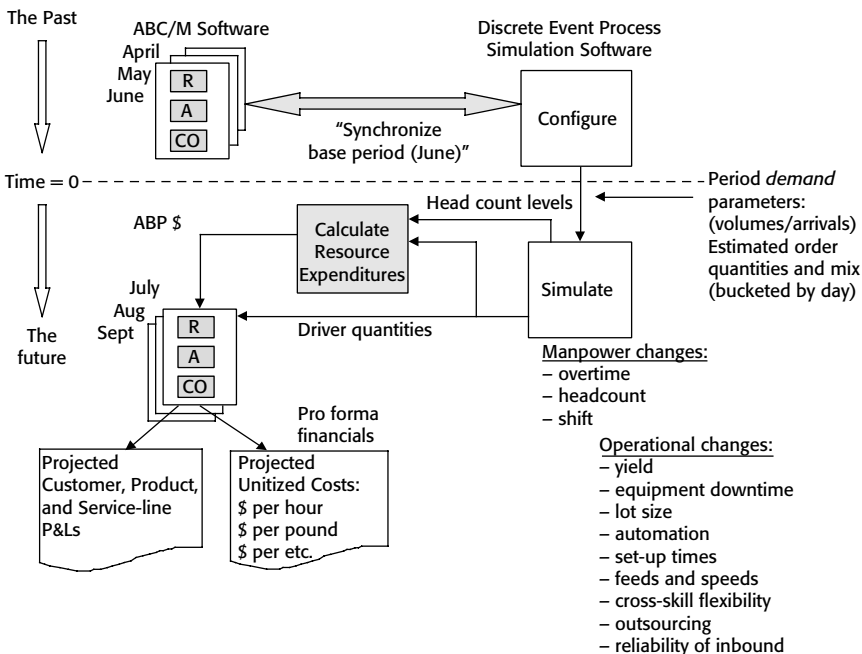 The Past
ABC/M Software
April
May
June
R
A
CO
Discrete Event Process
Simulation Software
Configure
“Synchronize
base period (June)”
Time = 0
Period demand
parameters:
(volumes/arrivals)
Estimated order
quantities and mix
(bucketed by day)
Head count levels
ABP $
Calculate
Resource
Expenditures
Simulate
July
Aug
Sept
R
A
CO
Driver quantities
The
future
Manpower changes:
– overtime
– headcount
– shift
Pro forma
financials
Projected
Customer, Product,
and Service-line
P&Ls
Projected
Unitized Costs:
$ per hour
$ per pound
$ per etc.
Operational changes:
– yield
– equipment downtime
– lot size
– automation
– set-up times
– feeds and speeds
– cross-skill flexibility
– outsourcing
– reliability of inbound